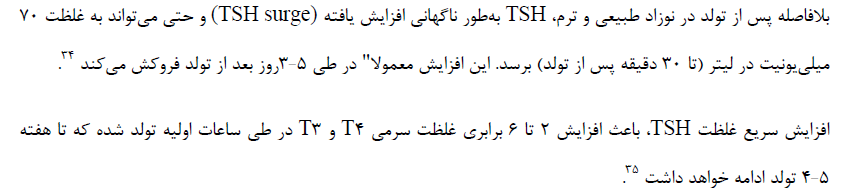 بلافاصله پس از تولد در نوزاد طبیعی و ترم، TSH به‌طور ناگهانی افزایش یافته (TSH surge) و حتی می‌تواند به غلظت ۷۰
میلی‌یونیت در لیتر (تا ۳۰ دقیقه پس از تولد) برسد. این افزایش معمولا" در طی ۵-۳روز بعد از تولد فروکش می‌کند ۳۴.
افزایش سریع غلظت TSH، باعث افزایش ۲ تا ۶ برابری غلظت سرمی T۴ و T۳ در طی ساعات اولیه تولد شده که تا هفته
۵-۴ تولد ادامه خواهد داشت ۳۵.